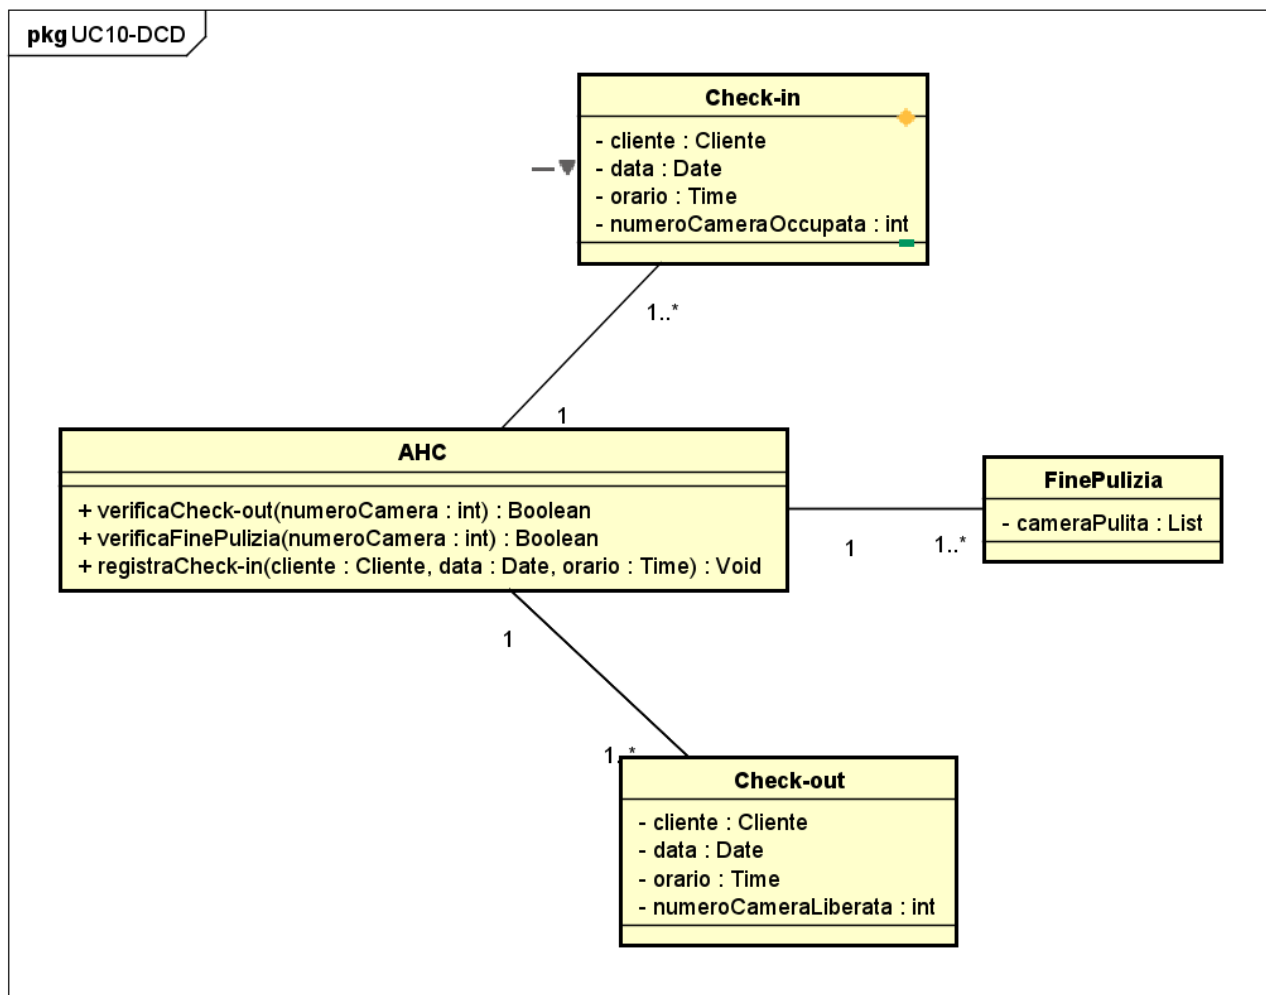 pkg UC10-DCD
Check-in
- cliente : Cliente
- data : Date
- orario : Time
- numeroCameraOccupata : int
1..*
1
AHC
+ verificaCheck-out(numeroCamera : int) : Boolean
+ verificaFinePulizia(numeroCamera : int) : Boolean
+ registraCheck-in(cliente : Cliente, data : Date, orario : Time) : Void
FinePulizia
- cameraPulita : List
1
1..*
1
1..*
Check-out
- cliente : Cliente
- data : Date
- orario : Time
- numeroCameraLiberata : int